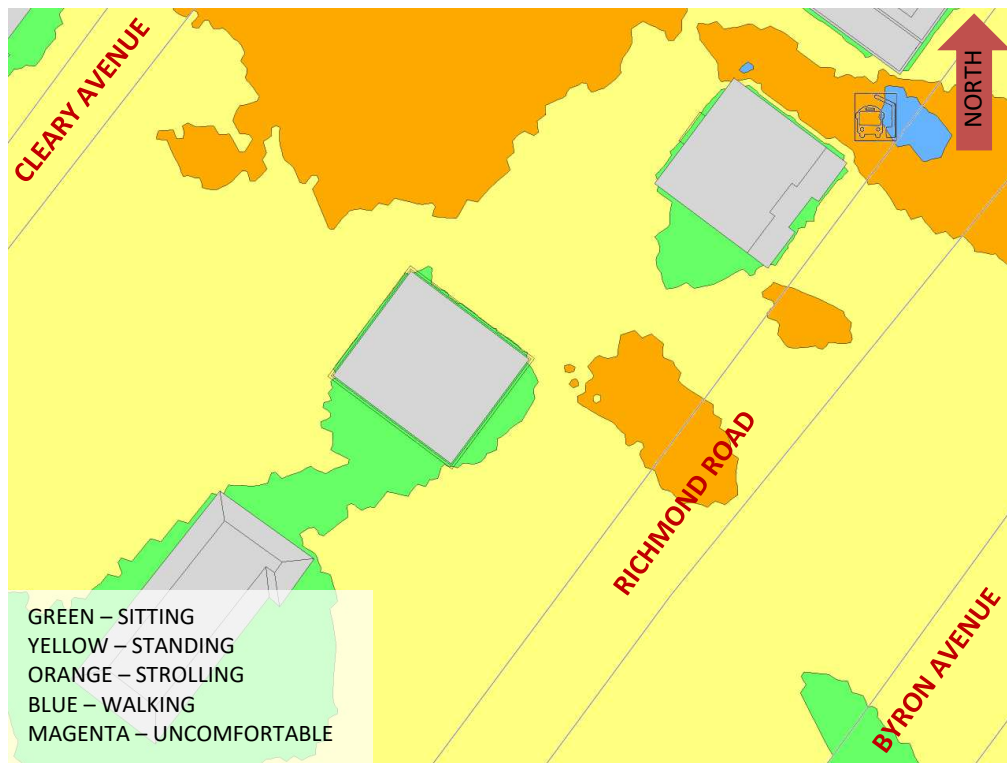 CLEARY AVENUE
NORTH
RICHMOND ROAD
BYRON AVENUE
GREEN – SITTING
YELLOW – STANDING
ORANGE – STROLLING
BLUE – WALKING
MAGENTA – UNCOMFORTABLE